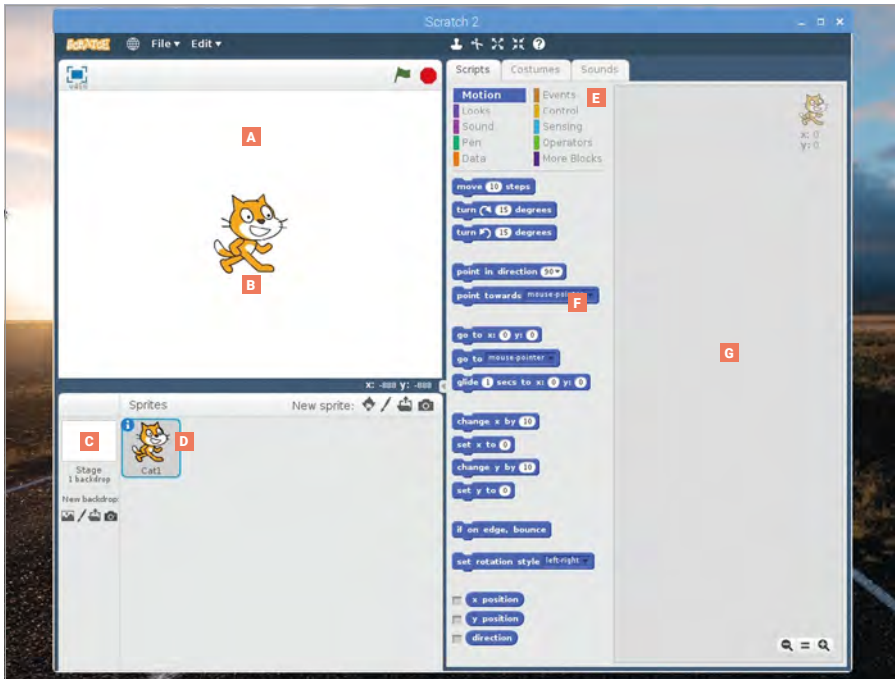 Scratch 2
SCRATCH File Edit
A
B
x: y:
Sprites New sprite:
C
Stage
1 backdrop
New backdrop
D
Cat1
Scripts Costumes Sounds
Motion Events E
Looks Control
Sound Sensing
Pen Operators
Data More Blocks
move 10 steps
turn 15 degrees
turn 15 degrees
point in direction 90
point towards mouse-pointer F
go to x: 0 y: 0
go to mouse-pointer
glide 1 secs to x: 0 y: 0
change x by 10
set x to 0
change y by 10
set y to 0
if on edge, bounce
set rotation style left-right
x position
y position
direction
x: 0
y: 0
G